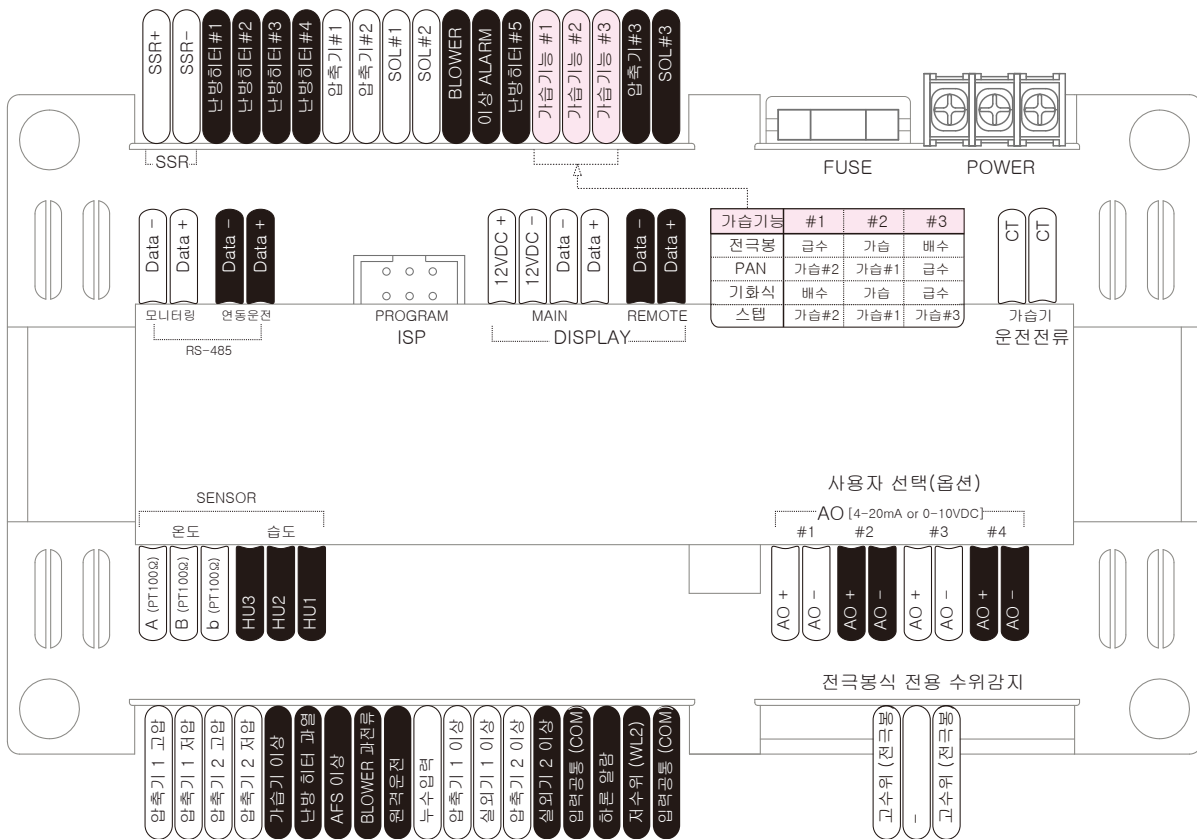 SSR+
SSR-
난방히터#1
난방히터#2
난방히터#3
난방히터#4
압축기#1
압축기#2
SOL#1
SOL#2
BLOWER
이상 ALARM
난방히터#5
가습기능 #1
가습기능 #2
가습기능 #3
압축기#3
SOL#3
SSR
FUSE
POWER
Data -
Data +
Data -
Data +
12VDC +
12VDC -
Data -
Data +
Data -
Data +
가습기능 #1 #2 #3
전극봉 급수 가습 배수
PAN 가습#2 가습#1 급수
기화식 배수 가습 급수
스텝 가습#2 가습#1 가습#3
CT
CT
모니터링
연동운전
RS-485
PROGRAM
ISP
MAIN
REMOTE
DISPLAY
가습기
운전전류
SENSOR
온도
습도
사용자 선택(옵션)
AO [4-20mA or 0-10VDC]
#1
#2
#3
#4
A (PT100Ω)
B (PT100Ω)
b (PT100Ω)
HU3
HU2
HU1
AO +
AO -
AO +
AO -
AO +
AO -
AO +
AO -
전극봉식 전용 수위감지
압축기 1 고압
압축기 1 저압
압축기 2 고압
압축기 2 저압
가습기 이상
난방 히터 과열
AFS 이상
BLOWER 과전류
원격운전
누수입력
압축기 1 이상
실외기 1 이상
압축기 2 이상
실외기 2 이상
입력공통 (COM)
하론 알람
저수위 (WL2)
입력공통 (COM)
고수위 (전극봉)
-
고수위 (전극봉)